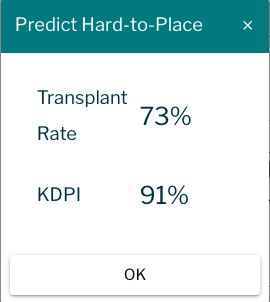 Predict Hard-to-Place ×
Transplant
Rate 73%
KDPI 91%
OK